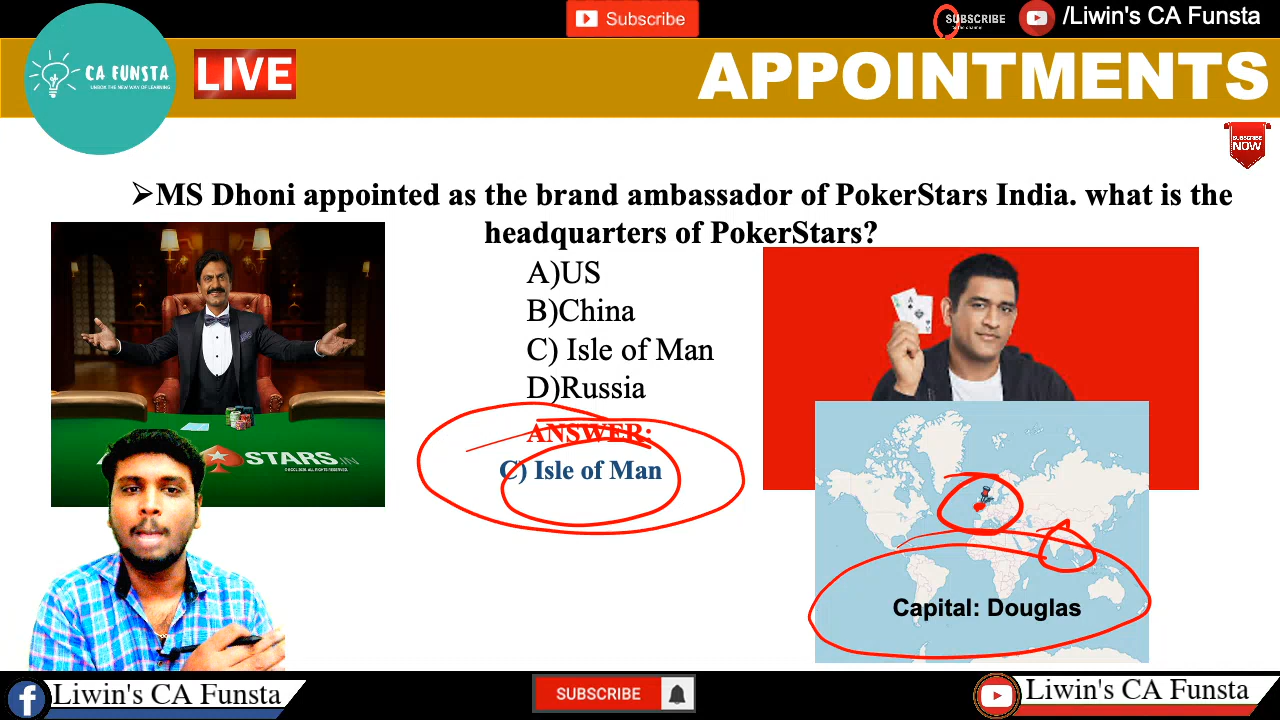 Subscribe
SUBSCRIBE
/Liwin's CA Funsta
CA FUNSTA
LIVE
APPOINTMENTS
SUBSCRIBE
NOW
➢MS Dhoni appointed as the brand ambassador of PokerStars India. what is the
headquarters of PokerStars?
A)US
B)China
C) Isle of Man
D)Russia
ANSWER:
C) Isle of Man
STARS.IN
Capital: Douglas
Liwin's CA Funsta
SUBSCRIBE
Liwin's CA Funsta